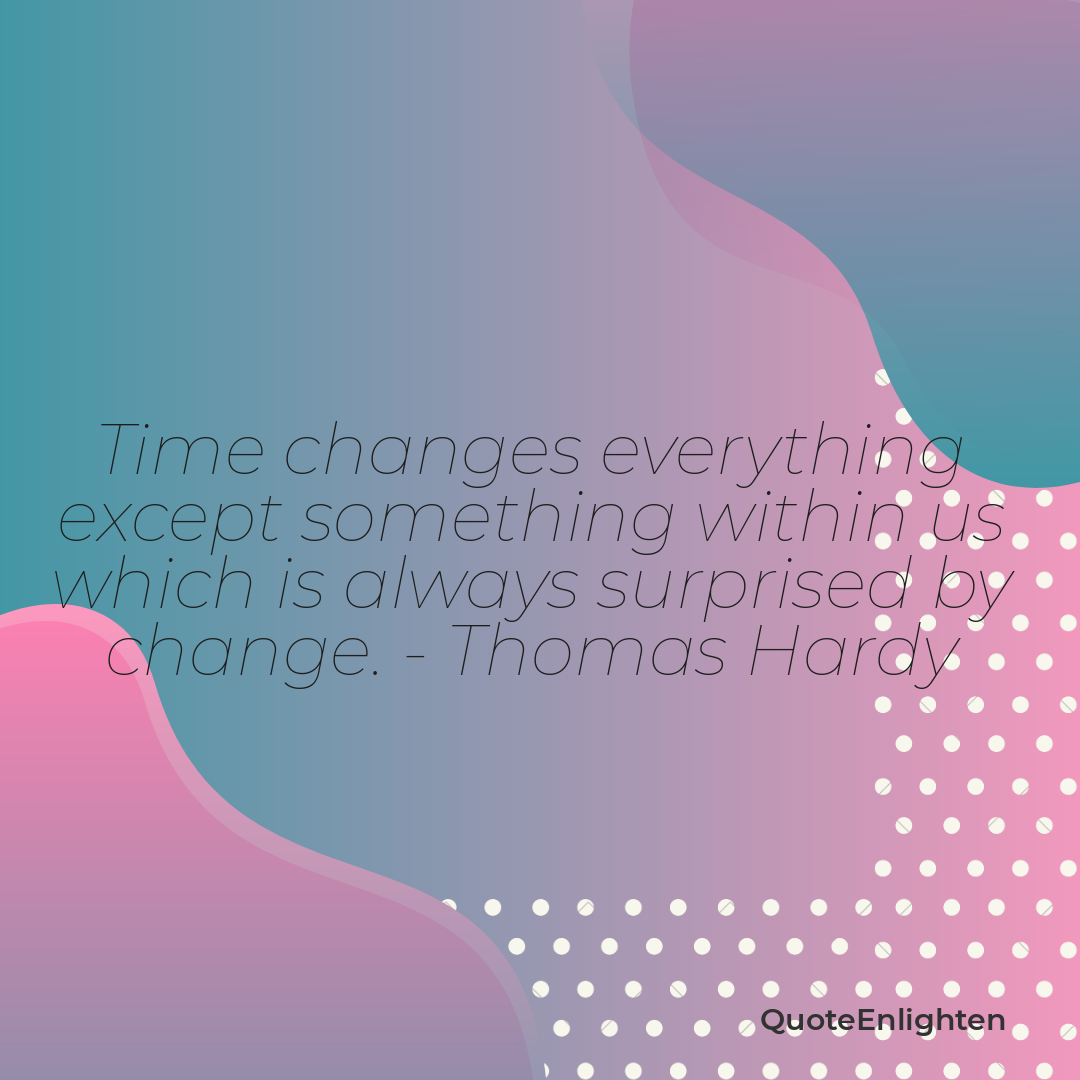 Time changes everything
except something within us
which is always surprised by
change. - Thomas Hardy
QuoteEnlighten